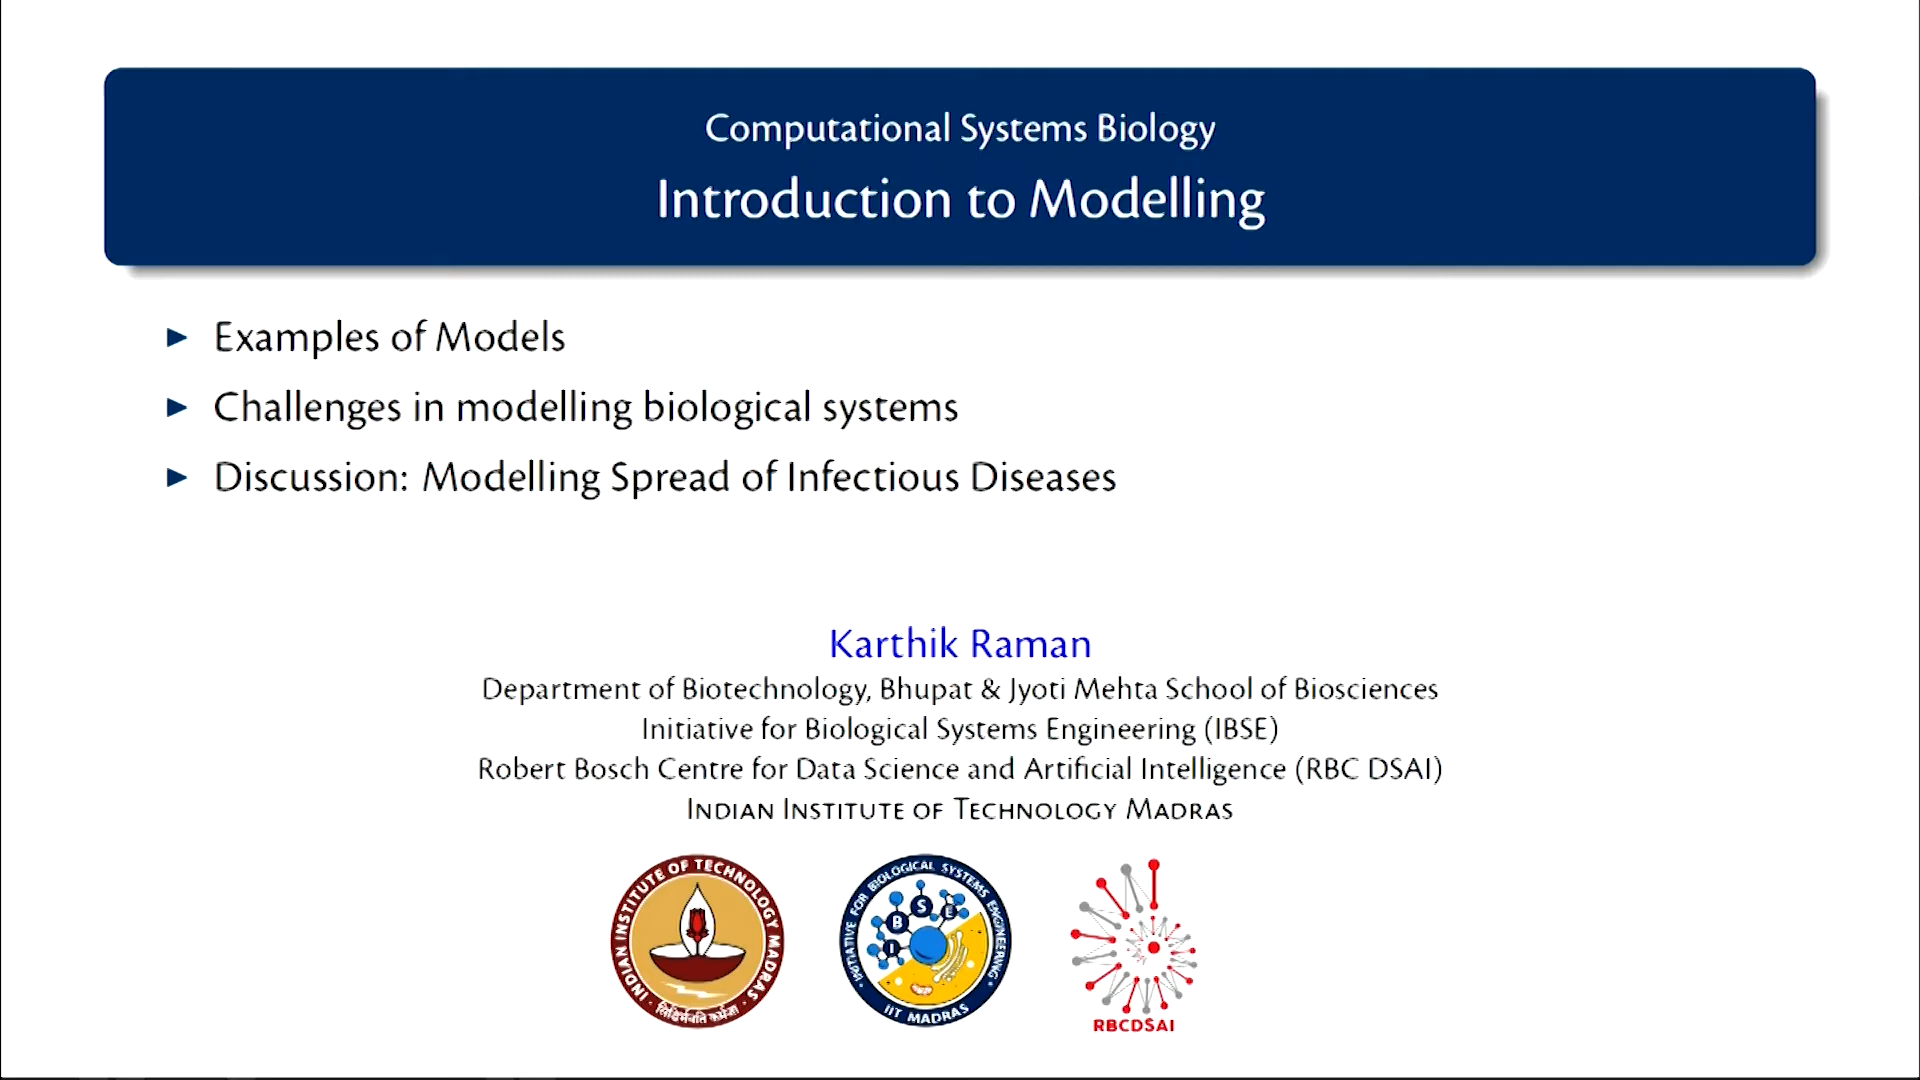 Computational Systems Biology
Introduction to Modelling
Examples of Models
Challenges in modelling biological systems
Discussion: Modelling Spread of Infectious Diseases
Karthik Raman
Department of Biotechnology, Bhupat & Jyoti Mehta School of Biosciences
Initiative for Biological Systems Engineering (IBSE)
Robert Bosch Centre for Data Science and Artificial Intelligence (RBC DSAI)
INDIAN INSTITUTE OF TECHNOLOGY MADRAS
INDIAN INSTITUTE OF TECHNOLOGY MADRAS
INITIATIVE FOR BIOLOGICAL SYSTEMS ENGINEERING
I B S E
IIT MADRAS
RBCDSAI